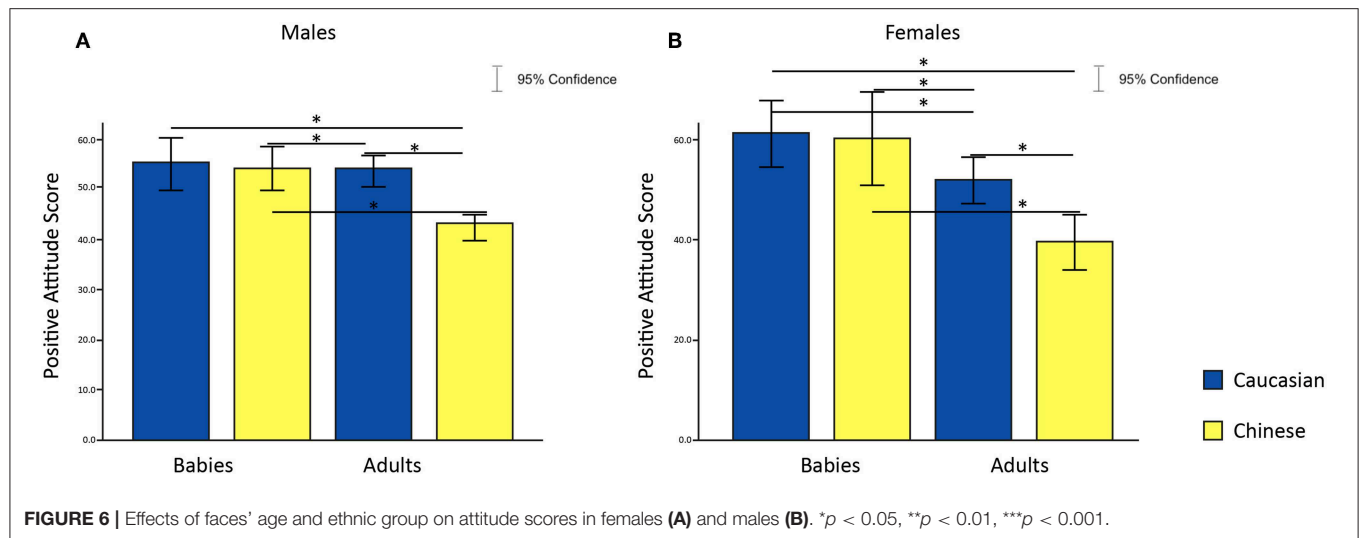 A
Males
95% Confidence
*
*
*
*
Positive Attitude Score
60.0
50.0
40.0
30.0
20.0
10.0
0.0
Babies
Adults
B
Females
95% Confidence
*
*
*
*
*
Positive Attitude Score
60.0
40.0
20.0
0.0
Babies
Adults
Caucasian
Chinese
FIGURE 6 | Effects of faces' age and ethnic group on attitude scores in females (A) and males (B). *p < 0.05, **p < 0.01, ***p < 0.001.